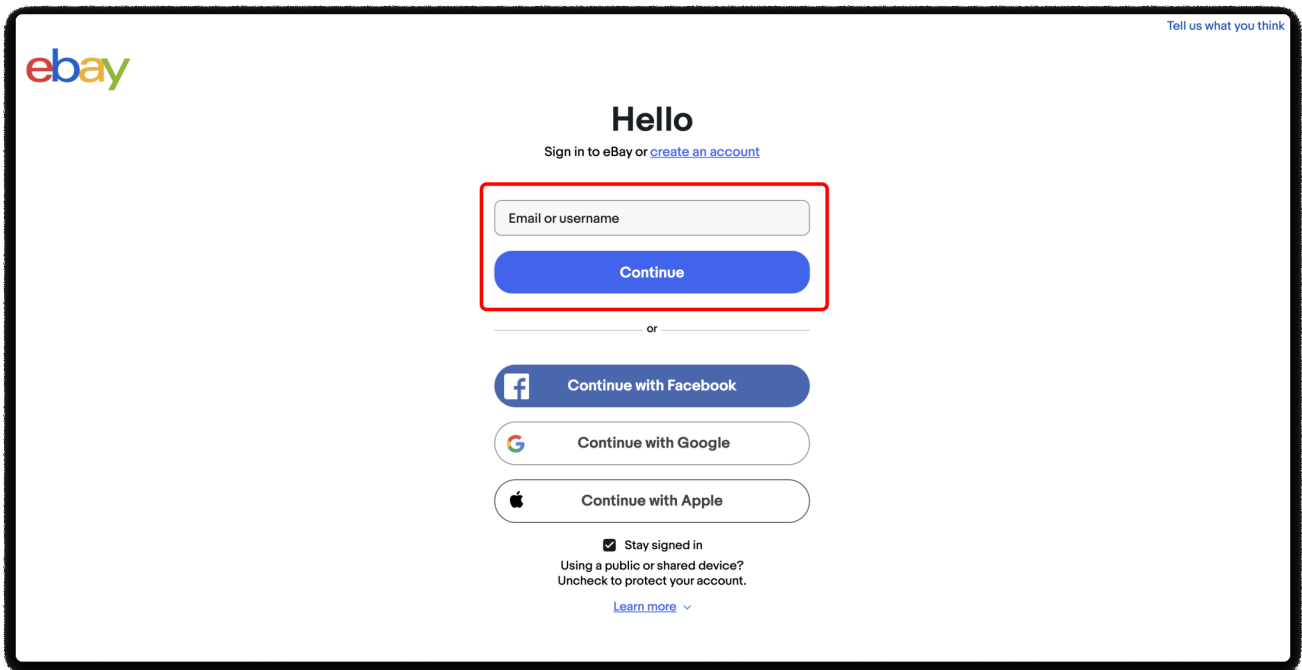 Tell us what you think
ebay
Hello
Sign in to eBay or create an account
Email or username
Continue
or
Continue with Facebook
Continue with Google
Continue with Apple
Stay signed in
Using a public or shared device?
Uncheck to protect your account.
Learn more